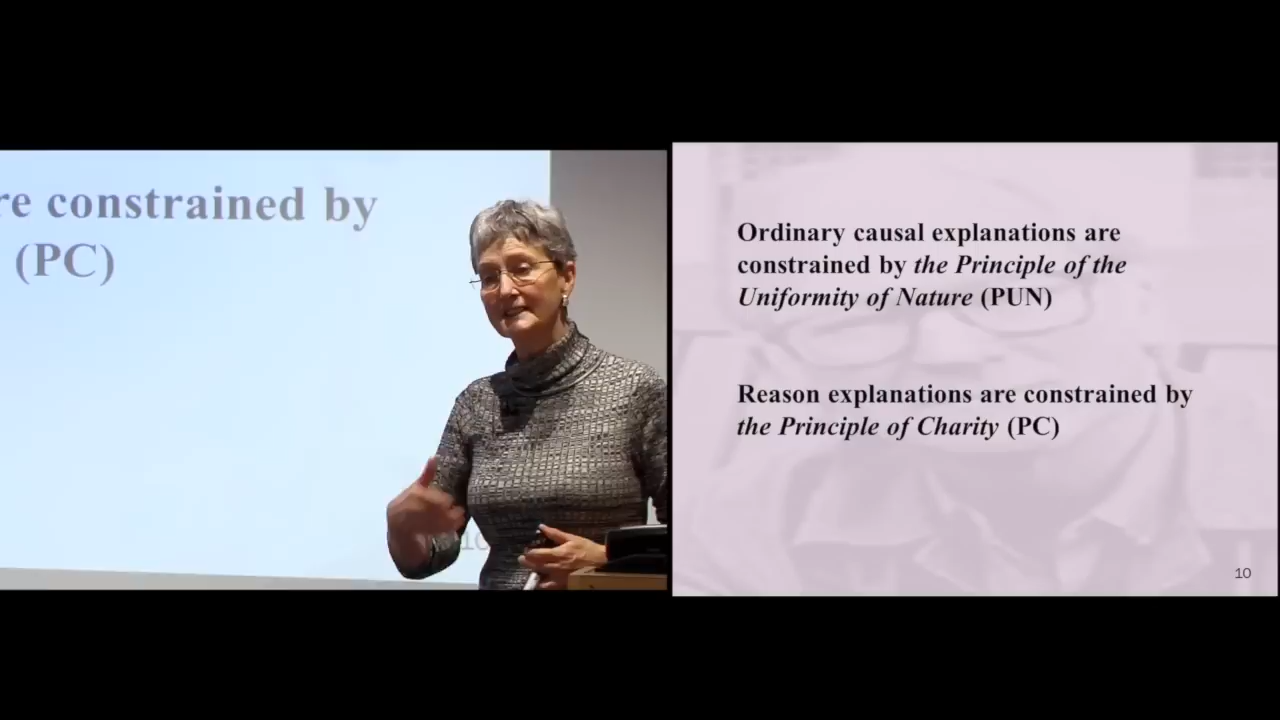 re constrained by
(PC)
Ordinary causal explanations are
constrained by the Principle of the
Uniformity of Nature (PUN)
Reason explanations are constrained by
the Principle of Charity (PC)
10